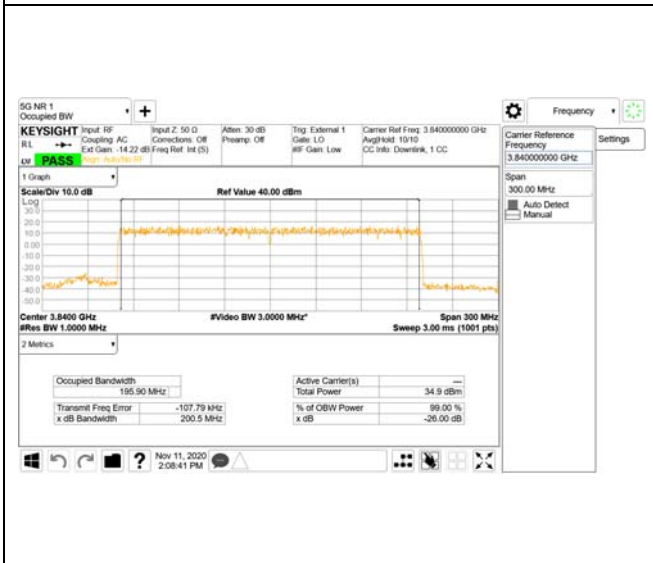 5G NR 1
Occupied BW
Frequency
KEYSIGHT
Input: RF
Coupling: AC
Ext Gain: -14.22 dB
Align: Auto/No RF
Input Z: 50 Ω
Corrections: Off
Freq Ref: Int (S)
Atten: 30 dB
Preamp: Off
Trig: External 1
Gate: LO
#IF Gain: Low
Carrier Ref Freq: 3.840000000 GHz
Avg|Hold: 10/10
CC Info: Downlink, 1 CC
R L
PASS
Carrier Reference
Frequency
3.840000000 GHz
Settings
Span
300.00 MHz
Auto Detect
Manual
1 Graph
Scale/Div 10.0 dB
Ref Value 40.00 dBm
Log
30.0
20.0
10.0
0.00
-10.0
-20.0
-30.0
-40.0
-50.0
Center 3.8400 GHz
#Video BW 3.0000 MHz*
Span 300 MHz
#Res BW 1.0000 MHz
Sweep 3.00 ms (1001 pts)
2 Metrics
Occupied Bandwidth
195.90 MHz
Active Carrier(s) ---
Total Power 34.9 dBm
Transmit Freq Error -107.79 kHz
x dB Bandwidth 200.5 MHz
% of OBW Power 99.00 %
x dB -26.00 dB
?
Nov 11, 2020
2:08:41 PM